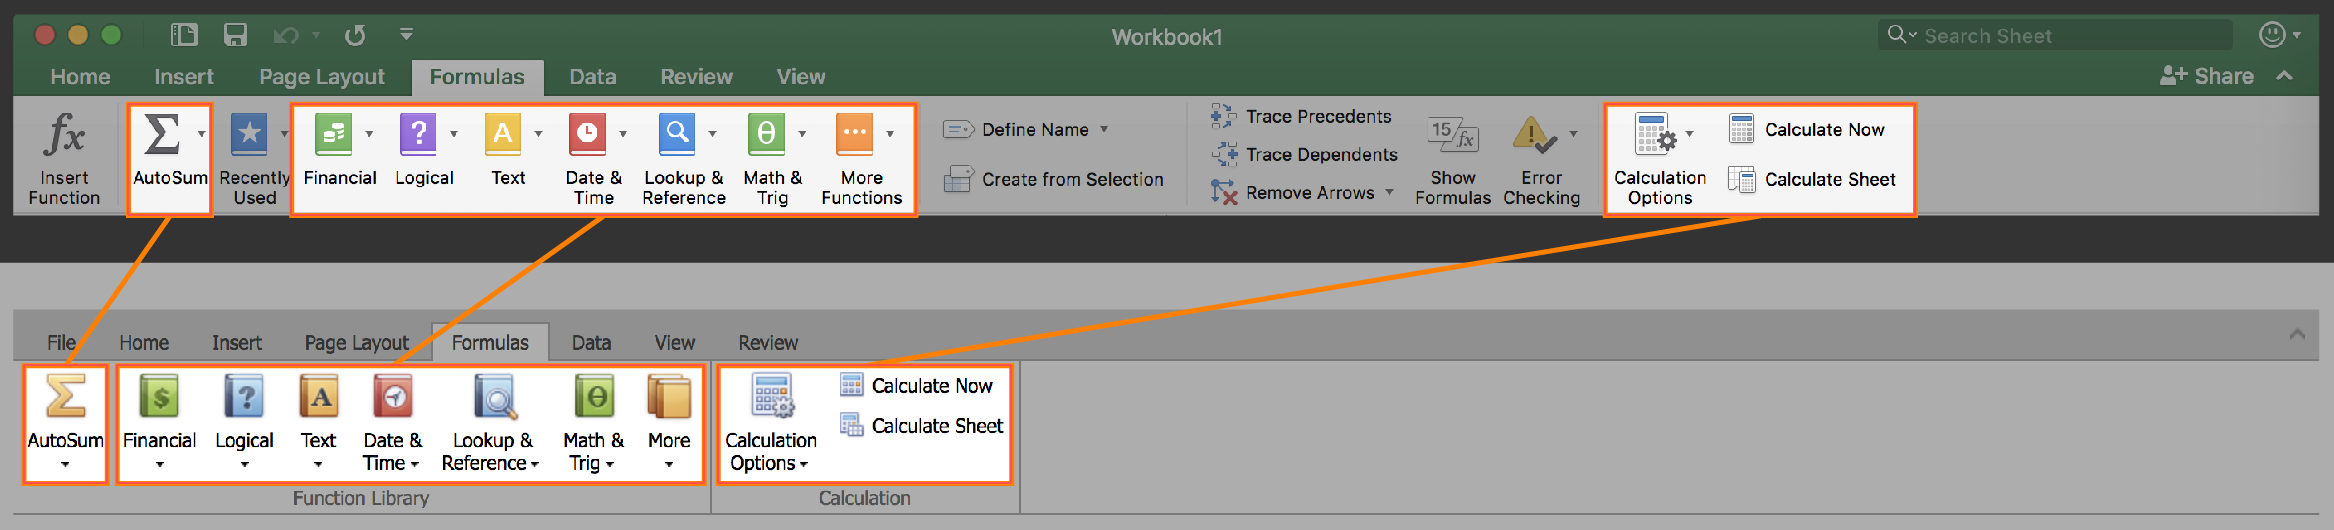 Workbook1
Search Sheet
Home Insert Page Layout Formulas Data Review View
Share
fx
Insert
Function
AutoSum
Recently
Used
Financial
?
Logical
A
Text
Date &
Time
Lookup &
Reference
θ
Math &
Trig
More
Functions
Define Name
Create from Selection
Trace Precedents
Trace Dependents
Remove Arrows
15 fx
Show
Formulas
Error
Checking
Calculation
Options
Calculate Now
Calculate Sheet
File Home Insert Page Layout Formulas Data View Review
Σ
AutoSum
$
Financial
?
Logical
A
Text
Date &
Time
Lookup &
Reference
θ
Math &
Trig
More
Function Library
Calculation
Options
Calculate Now
Calculate Sheet
Calculation